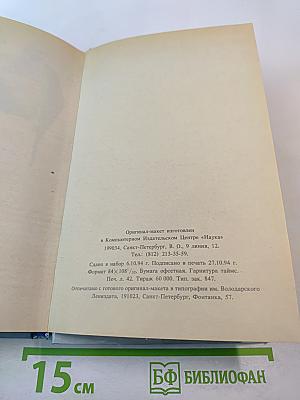 Оригинал-макет изготовлен
в Компьютерном Издательском Центре «Наука»
199034, Санкт-Петербург, В. О., 9 линия, 12.
Тел.: (812) 213-35-59.
Сдано в набор 6.10.94 г. Подписано в печать 27.10.94 г.
Формат 84×108 1/32. Бумага офсетная. Гарнитура таймс.
Печ. л. 42. Тираж 60 000. Тип. зак. 847.
Отпечатано с готового оригинал-макета в типографии им. Володарского
Лениздата, 191023, Санкт-Петербург, Фонтанка, 57.
15 см
БФ БИБЛИОФАН